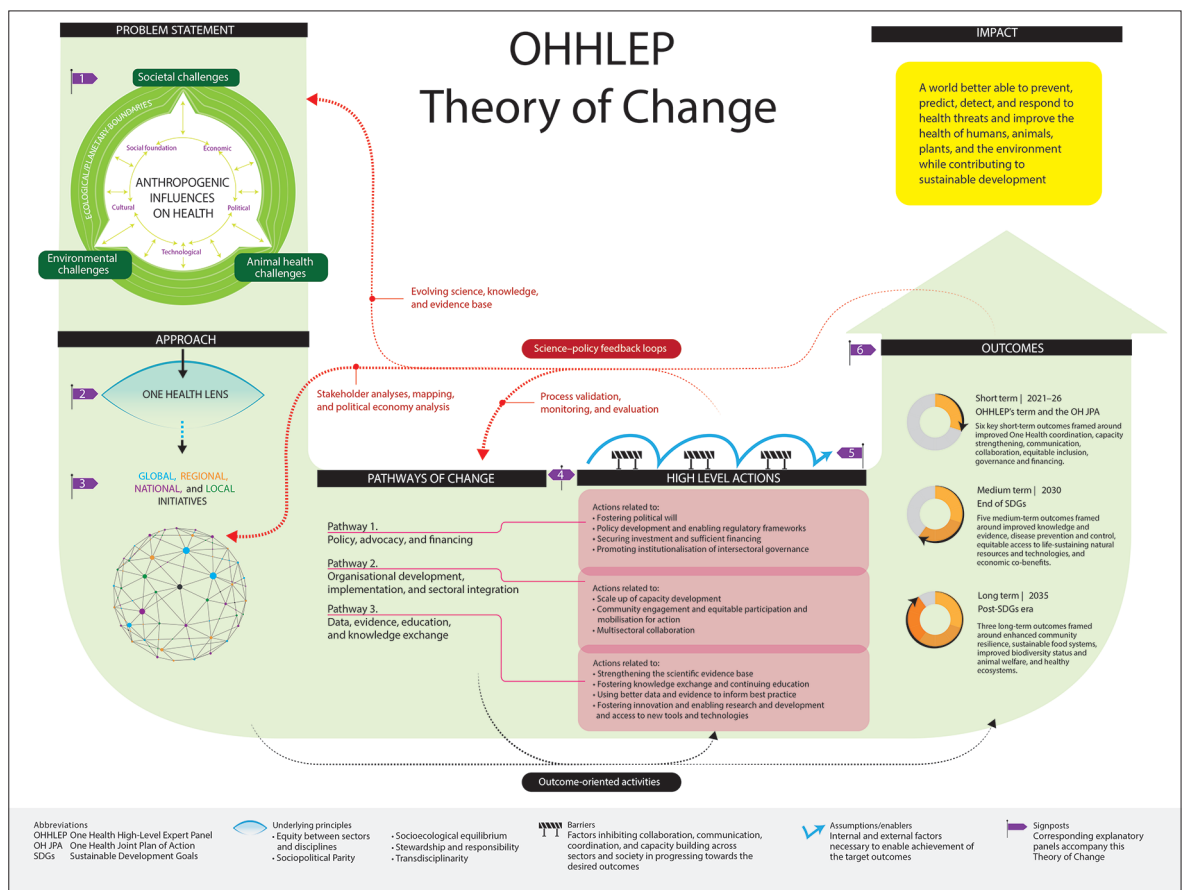 OHHLEP
Theory of Change
PROBLEM STATEMENT
1
Societal challenges
ECOLOGICAL/PLANETARY BOUNDARIES
Social foundation
Economic
ANTHROPOGENIC
INFLUENCES
ON HEALTH
Cultural
Political
Technological
Environmental
challenges
Animal health
challenges
APPROACH
2
ONE HEALTH LENS
3
GLOBAL, REGIONAL,
NATIONAL, and LOCAL
INITIATIVES
Evolving science, knowledge,
and evidence base
Science–policy feedback loops
Stakeholder analyses, mapping,
and political economy analysis
Process validation,
monitoring, and evaluation
PATHWAYS OF CHANGE
4
Pathway 1.
Policy, advocacy, and financing
Pathway 2.
Organisational development,
implementation, and sectoral integration
Pathway 3.
Data, evidence, education,
and knowledge exchange
5
HIGH LEVEL ACTIONS
Actions related to:
• Fostering political will
• Policy development and enabling regulatory frameworks
• Securing investment and sufficient financing
• Promoting institutionalisation of intersectoral governance
Actions related to:
• Scale up of capacity development
• Community engagement and equitable participation and
mobilisation for action
• Multisectoral collaboration
Actions related to:
• Strengthening the scientific evidence base
• Fostering knowledge exchange and continuing education
• Using better data and evidence to inform best practice
• Fostering innovation and enabling research and development
and access to new tools and technologies
Outcome-oriented activities
IMPACT
A world better able to prevent,
predict, detect, and respond to
health threats and improve the
health of humans, animals,
plants, and the environment
while contributing to
sustainable development
6
OUTCOMES
Short term | 2021–26
OHHLEP's term and the OH JPA
Six key short-term outcomes framed around
improved One Health coordination, capacity
strengthening, communication,
collaboration, equitable inclusion,
governance and financing.
Medium term | 2030
End of SDGs
Five medium-term outcomes framed
around improved knowledge and
evidence, disease prevention and control,
equitable access to life-sustaining natural
resources and technologies, and
economic co-benefits.
Long term | 2035
Post-SDGs era
Three long-term outcomes framed
around enhanced community
resilience, sustainable food systems,
improved biodiversity status and
animal welfare, and healthy
ecosystems.
Abbreviations
OHHLEP One Health High-Level Expert Panel
OH JPA One Health Joint Plan of Action
SDGs Sustainable Development Goals
Underlying principles
• Equity between sectors
and disciplines
• Sociopolitical Parity
• Socioecological equilibrium
• Stewardship and responsibility
• Transdisciplinarity
Barriers
Factors inhibiting collaboration, communication,
coordination, and capacity building across
sectors and society in progressing towards the
desired outcomes
Assumptions/enablers
Internal and external factors
necessary to enable achievement of
the target outcomes
Signposts
Corresponding explanatory
panels accompany this
Theory of Change